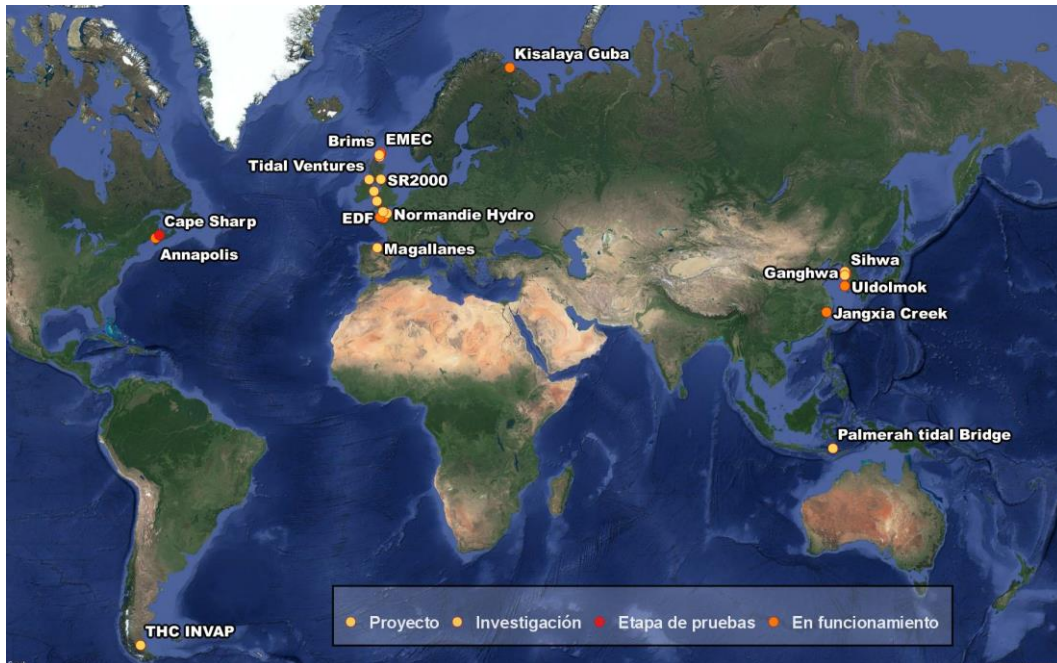 Kisalaya Guba
Brims EMEC
Tidal Ventures
SR2000
Cape Sharp
EDF Normandie Hydro
Annapolis
Magallanes
Sihwa
Ganghwa
Uldolmok
Jangxia Creek
Palmerah tidal Bridge
THC INVAP
Proyecto Investigación Etapa de pruebas En funcionamiento